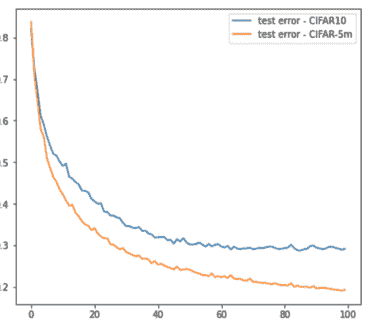 test error - CIFAR10
test error - CIFAR-5m
.8
.7
.6
.5
.4
.3
.2
0 20 40 60 80 100